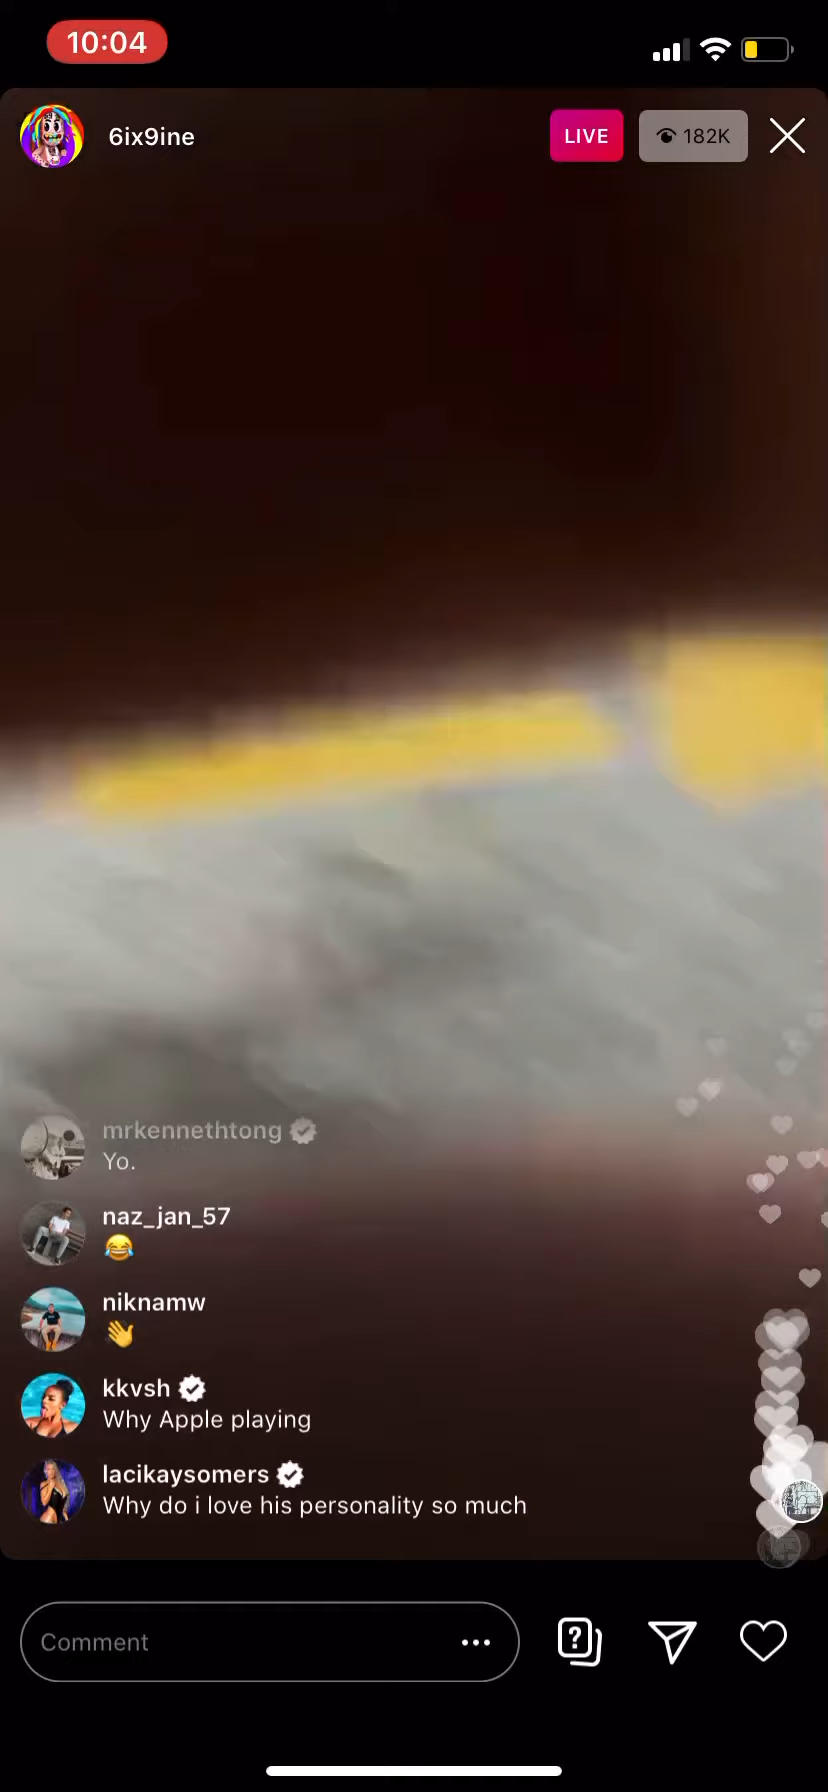 10:04
6ix9ine
LIVE
182K
mrkennethtong
Yo.
naz_jan_57
😂
niknamw
👋
kkvsh
Why Apple playing
lacikaysomers
Why do i love his personality so much
Comment